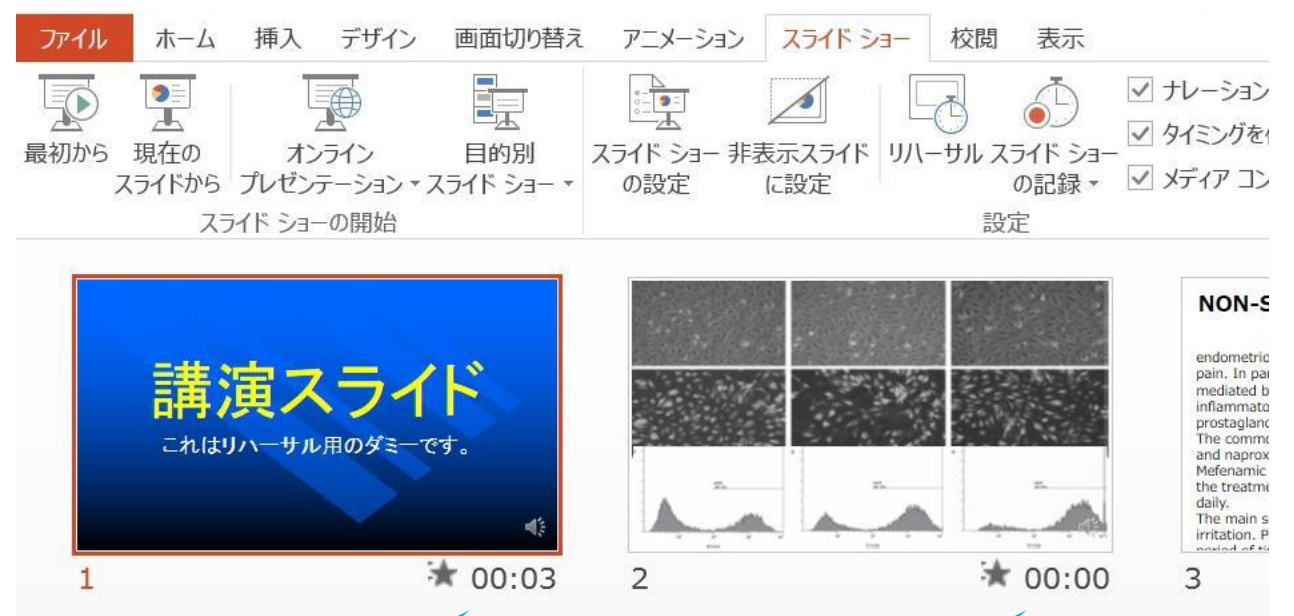 ファイル ホーム 挿入 デザイン 画面切り替え アニメーション スライド ショー 校閲 表示
最初から
現在の
スライドから
オンライン
プレゼンテーション
目的別
スライド ショー
スライド ショーの開始
スライド ショー
の設定
非表示スライド
に設定
リハーサル
スライド ショー
の記録
ナレーション
タイミングを
メディア コン
設定
講演スライド
これはリハーサル用のダミーです。
1
00:03
2
00:00
NON-S
endometrio
pain. In par
mediated b
inflammato
prostagland
The commo
and naprox
Mefenamic
the treatme
daily.
The main s
irritation. P
3